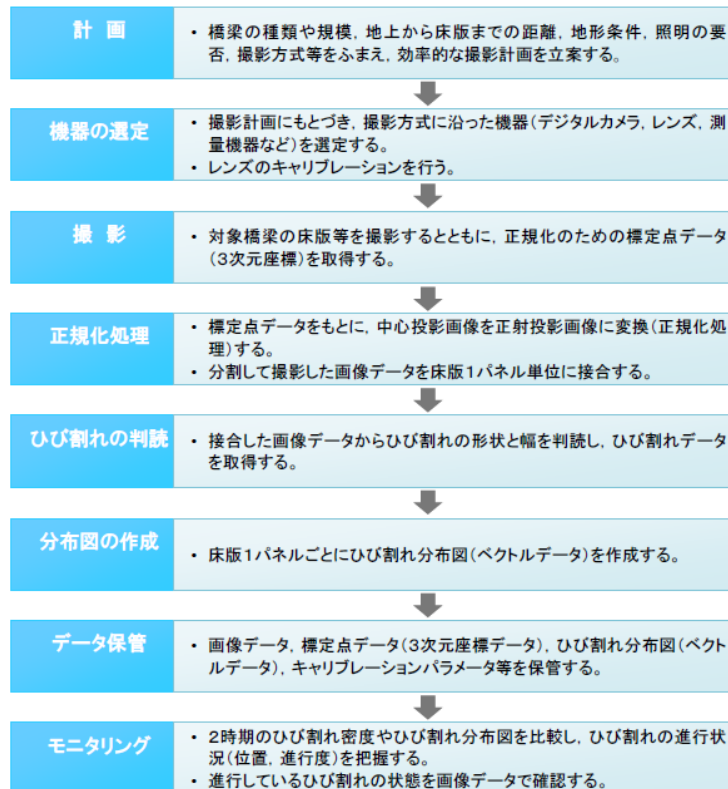 計 画
・ 橋梁の種類や規模，地上から床版までの距離，地形条件，照明の要
否，撮影方式等をふまえ，効率的な撮影計画を立案する。
機器の選定
・ 撮影計画にもとづき，撮影方式に沿った機器（デジタルカメラ，レンズ，測
量機器など）を選定する。
・ レンズのキャリブレーションを行う。
撮 影
・ 対象橋梁の床版等を撮影するとともに，正規化のための標定点データ
（3次元座標）を取得する。
正規化処理
・ 標定点データをもとに，中心投影画像を正射投影画像に変換（正規化処
理）する。
・ 分割して撮影した画像データを床版1パネル単位に接合する。
ひび割れの判読
・ 接合した画像データからひび割れの形状と幅を判読し，ひび割れデータ
を取得する。
分布図の作成
・ 床版1パネルごとにひび割れ分布図（ベクトルデータ）を作成する。
データ保管
・ 画像データ，標定点データ（3次元座標データ），ひび割れ分布図（ベクト
ルデータ），キャリブレーションパラメータ等を保管する。
モニタリング
・ 2時期のひび割れ密度やひび割れ分布図を比較し，ひび割れの進行状
況（位置，進行度）を把握する。
・ 進行しているひび割れの状態を画像データで確認する。